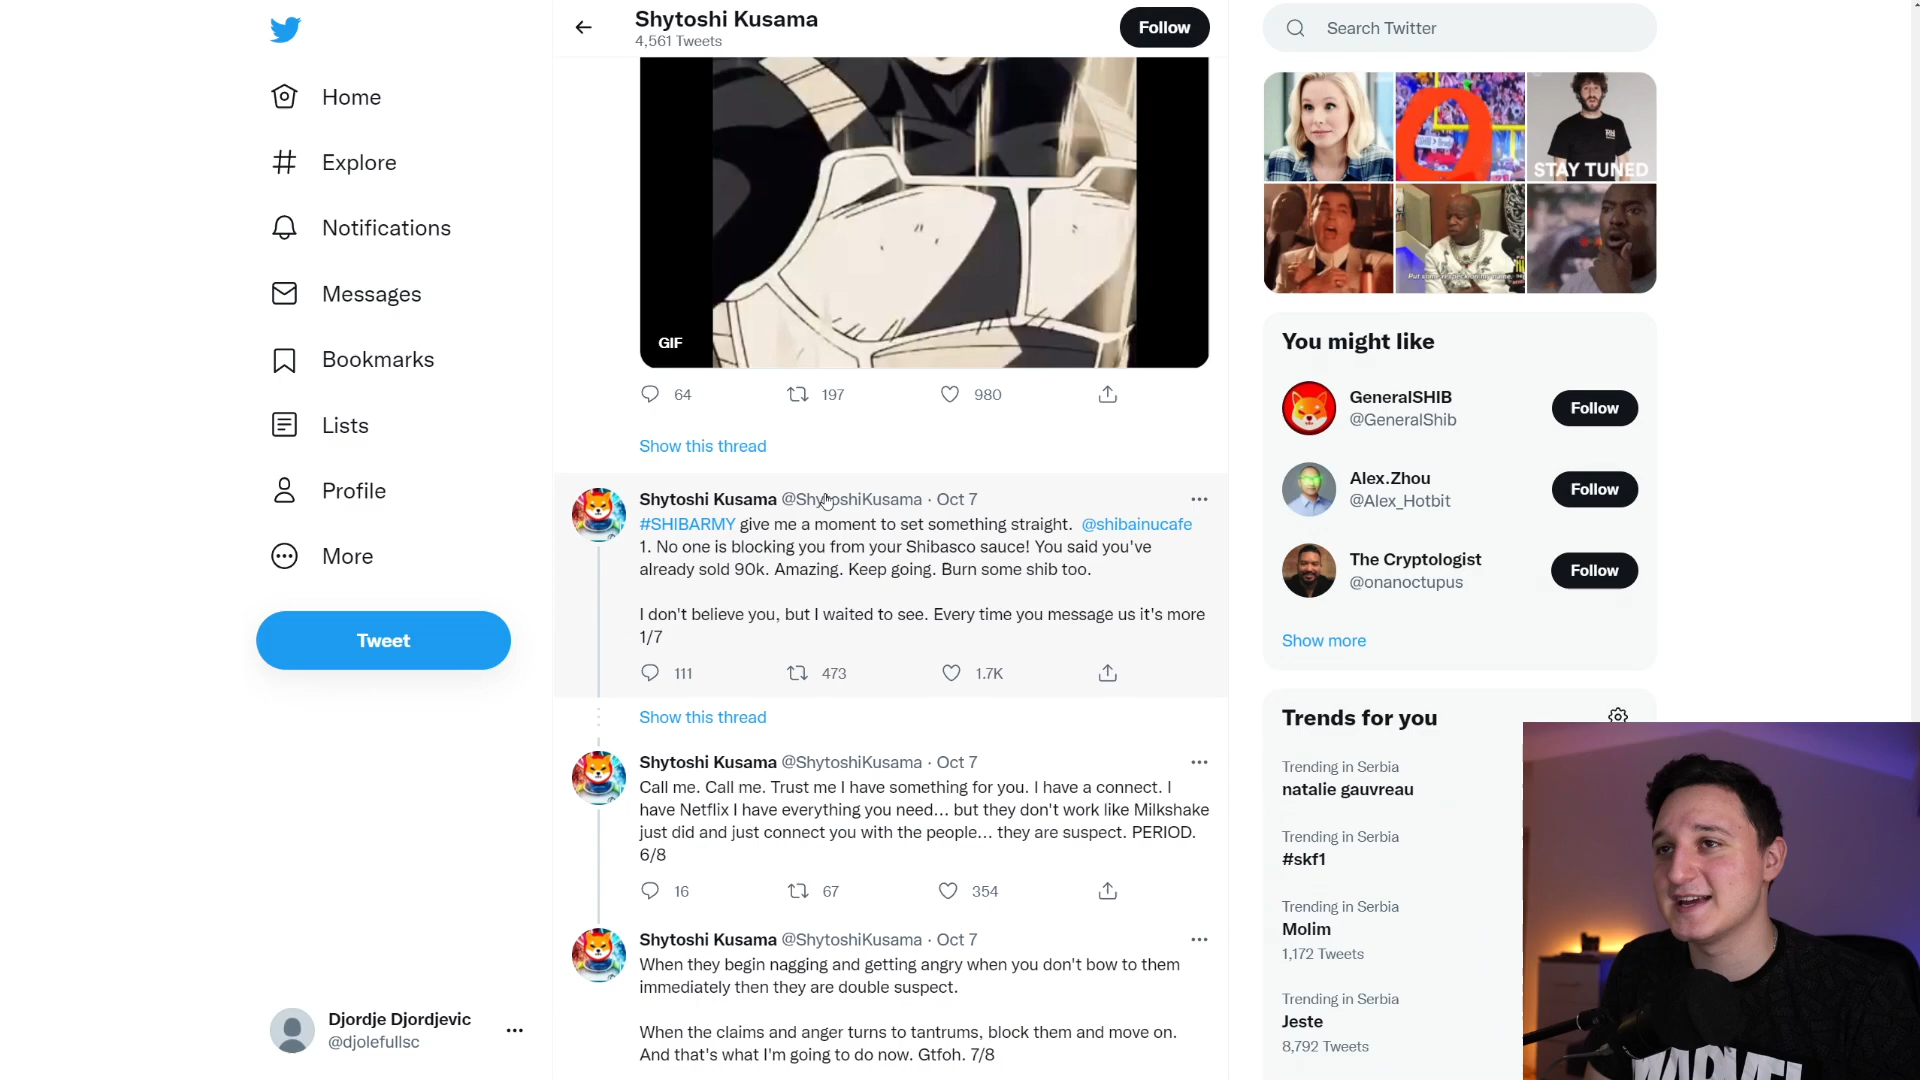 Home
Explore
Notifications
Messages
Bookmarks
Lists
Profile
More
Tweet
Djordje Djordjevic
@djolefullsc
Shytoshi Kusama
4,561 Tweets
Follow
GIF
64 197 980
Show this thread
Shytoshi Kusama @ShytoshiKusama · Oct 7
#SHIBARMY give me a moment to set something straight. @shibainucafe
1. No one is blocking you from your Shibasco sauce! You said you've
already sold 90k. Amazing. Keep going. Burn some shib too.
I don't believe you, but I waited to see. Every time you message us it's more
1/7
111 473 1.7K
Show this thread
Shytoshi Kusama @ShytoshiKusama · Oct 7
Call me. Call me. Trust me I have something for you. I have a connect. I
have Netflix I have everything you need... but they don't work like Milkshake
just did and just connect you with the people... they are suspect. PERIOD.
6/8
16 67 354
Shytoshi Kusama @ShytoshiKusama · Oct 7
When they begin nagging and getting angry when you don't bow to them
immediately then they are double suspect.
When the claims and anger turns to tantrums, block them and move on.
And that's what I'm going to do now. Gtfoh. 7/8
Search Twitter
STAY TUNED
Put some respect on my name.
You might like
GeneralSHIB
@GeneralShib
Follow
Alex.Zhou
@Alex_Hotbit
Follow
The Cryptologist
@onanoctupus
Follow
Show more
Trends for you
Trending in Serbia
natalie gauvreau
Trending in Serbia
#skf1
Trending in Serbia
Molim
1,172 Tweets
Trending in Serbia
Jeste
8,792 Tweets
MARVEL